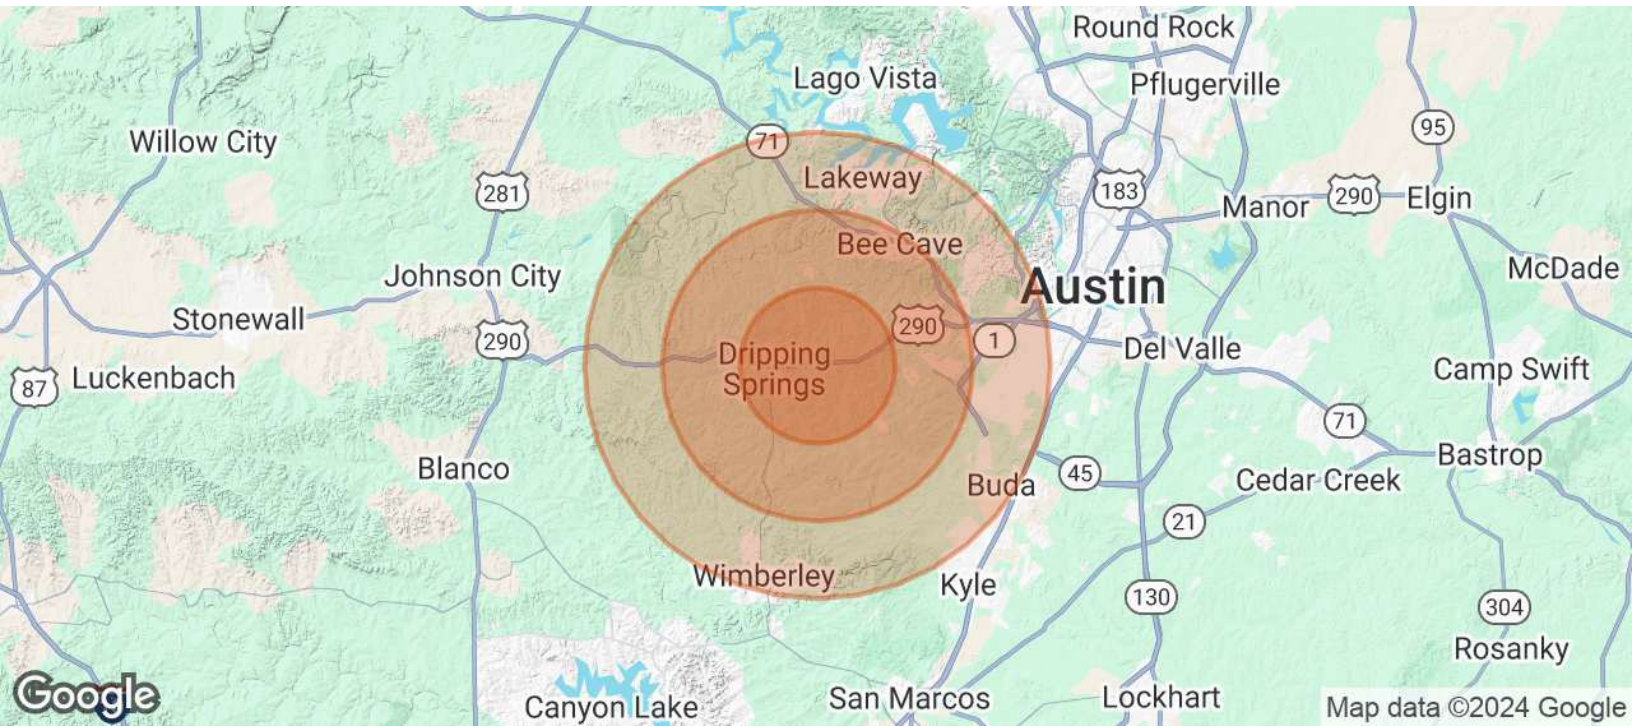 Round Rock
Lago Vista
Pflugerville
Willow City
71
95
Lakeway
281
183
290
Elgin
Manor
Bee Cave
Johnson City
Austin
McDade
Stonewall
290
290
1
Dripping
Springs
Del Valle
87
Luckenbach
Camp Swift
71
Blanco
Buda
45
Bastrop
Cedar Creek
21
Wimberley
Kyle
130
304
Rosanky
Google
Canyon Lake
San Marcos
Lockhart
Map data ©2024 Google